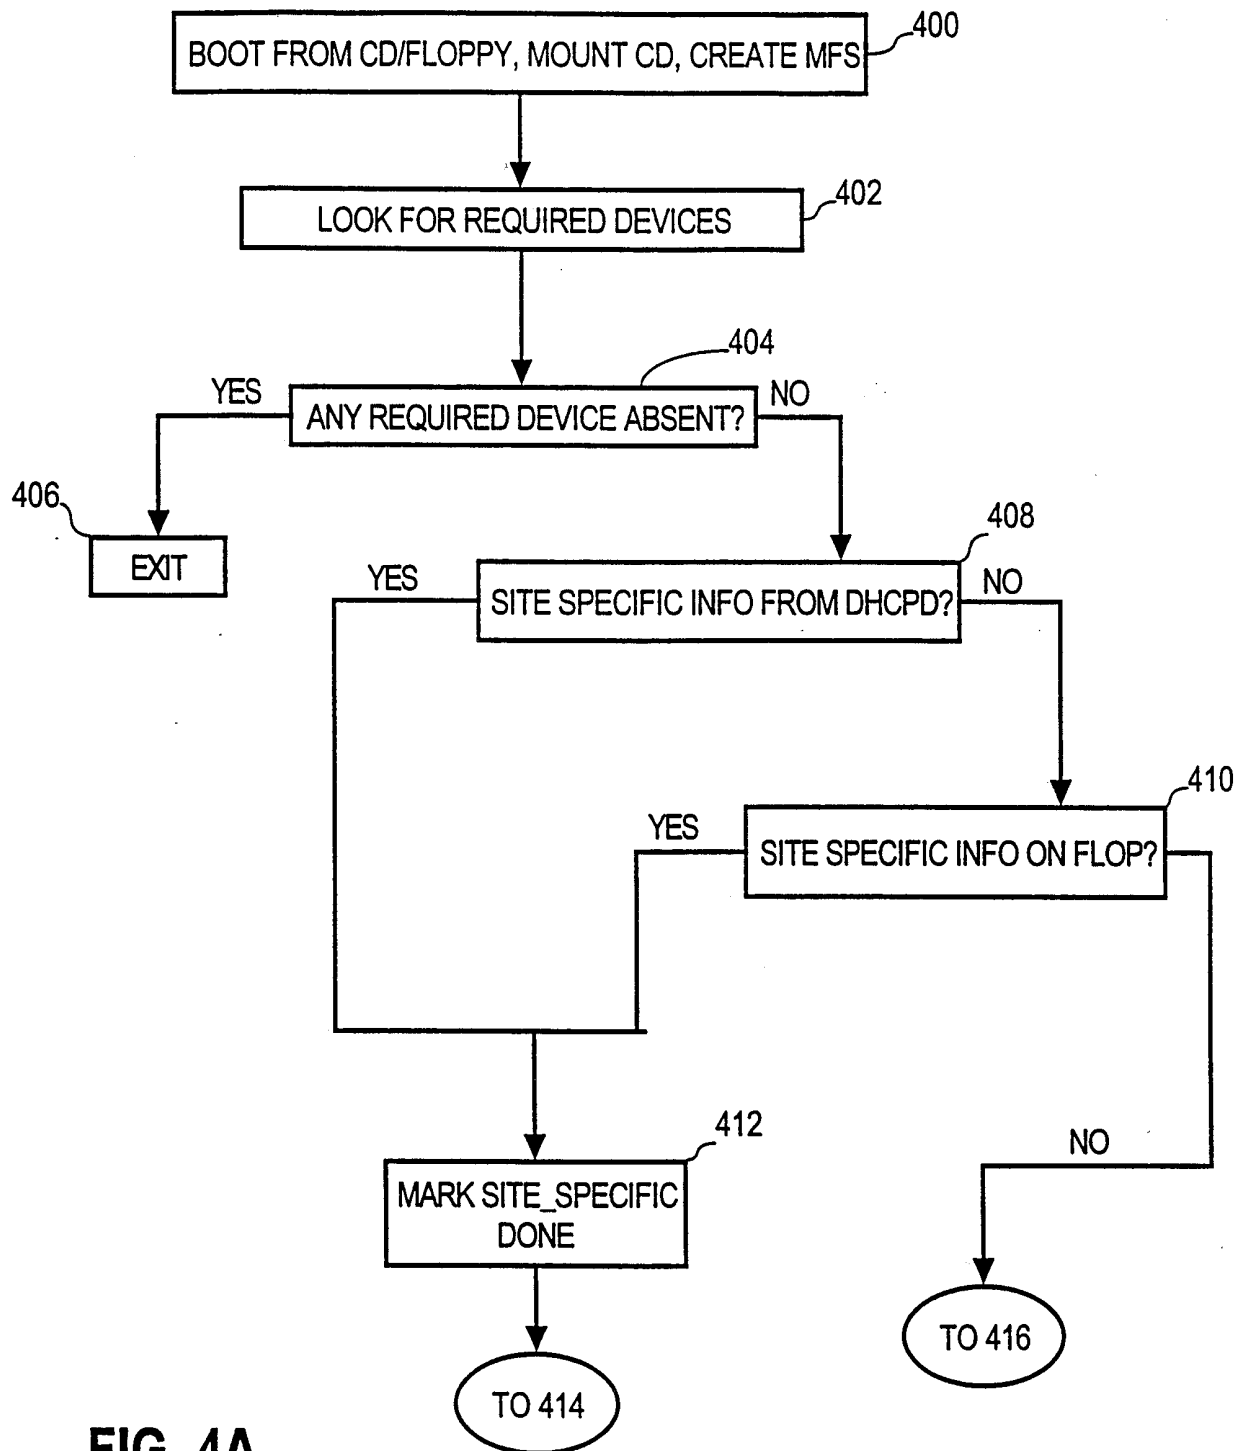 400
BOOT FROM CD/FLOPPY, MOUNT CD, CREATE MFS
402
LOOK FOR REQUIRED DEVICES
404
YES
NO
ANY REQUIRED DEVICE ABSENT?
406
EXIT
408
YES
NO
SITE SPECIFIC INFO FROM DHCPD?
410
YES
SITE SPECIFIC INFO ON FLOP?
412
NO
MARK SITE_SPECIFIC
DONE
TO 416
TO 414
FIG. 4A